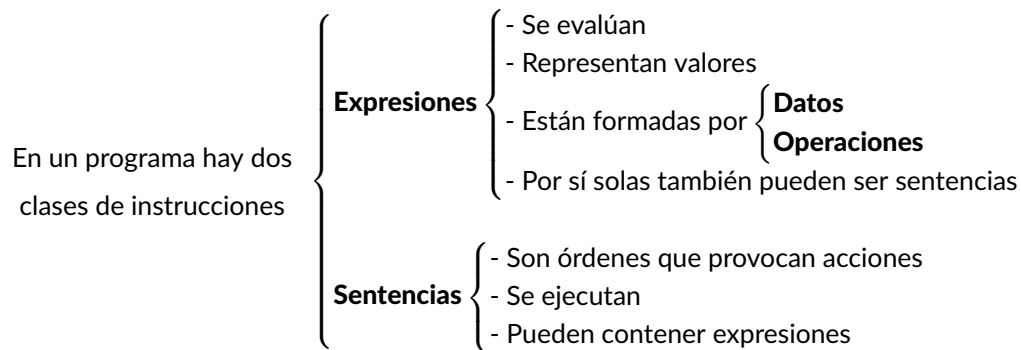 En un programa hay dos
clases de instrucciones
Expresiones
- Se evalúan
- Representan valores
- Están formadas por
Datos
Operaciones
- Por sí solas también pueden ser sentencias
Sentencias
- Son órdenes que provocan acciones
- Se ejecutan
- Pueden contener expresiones